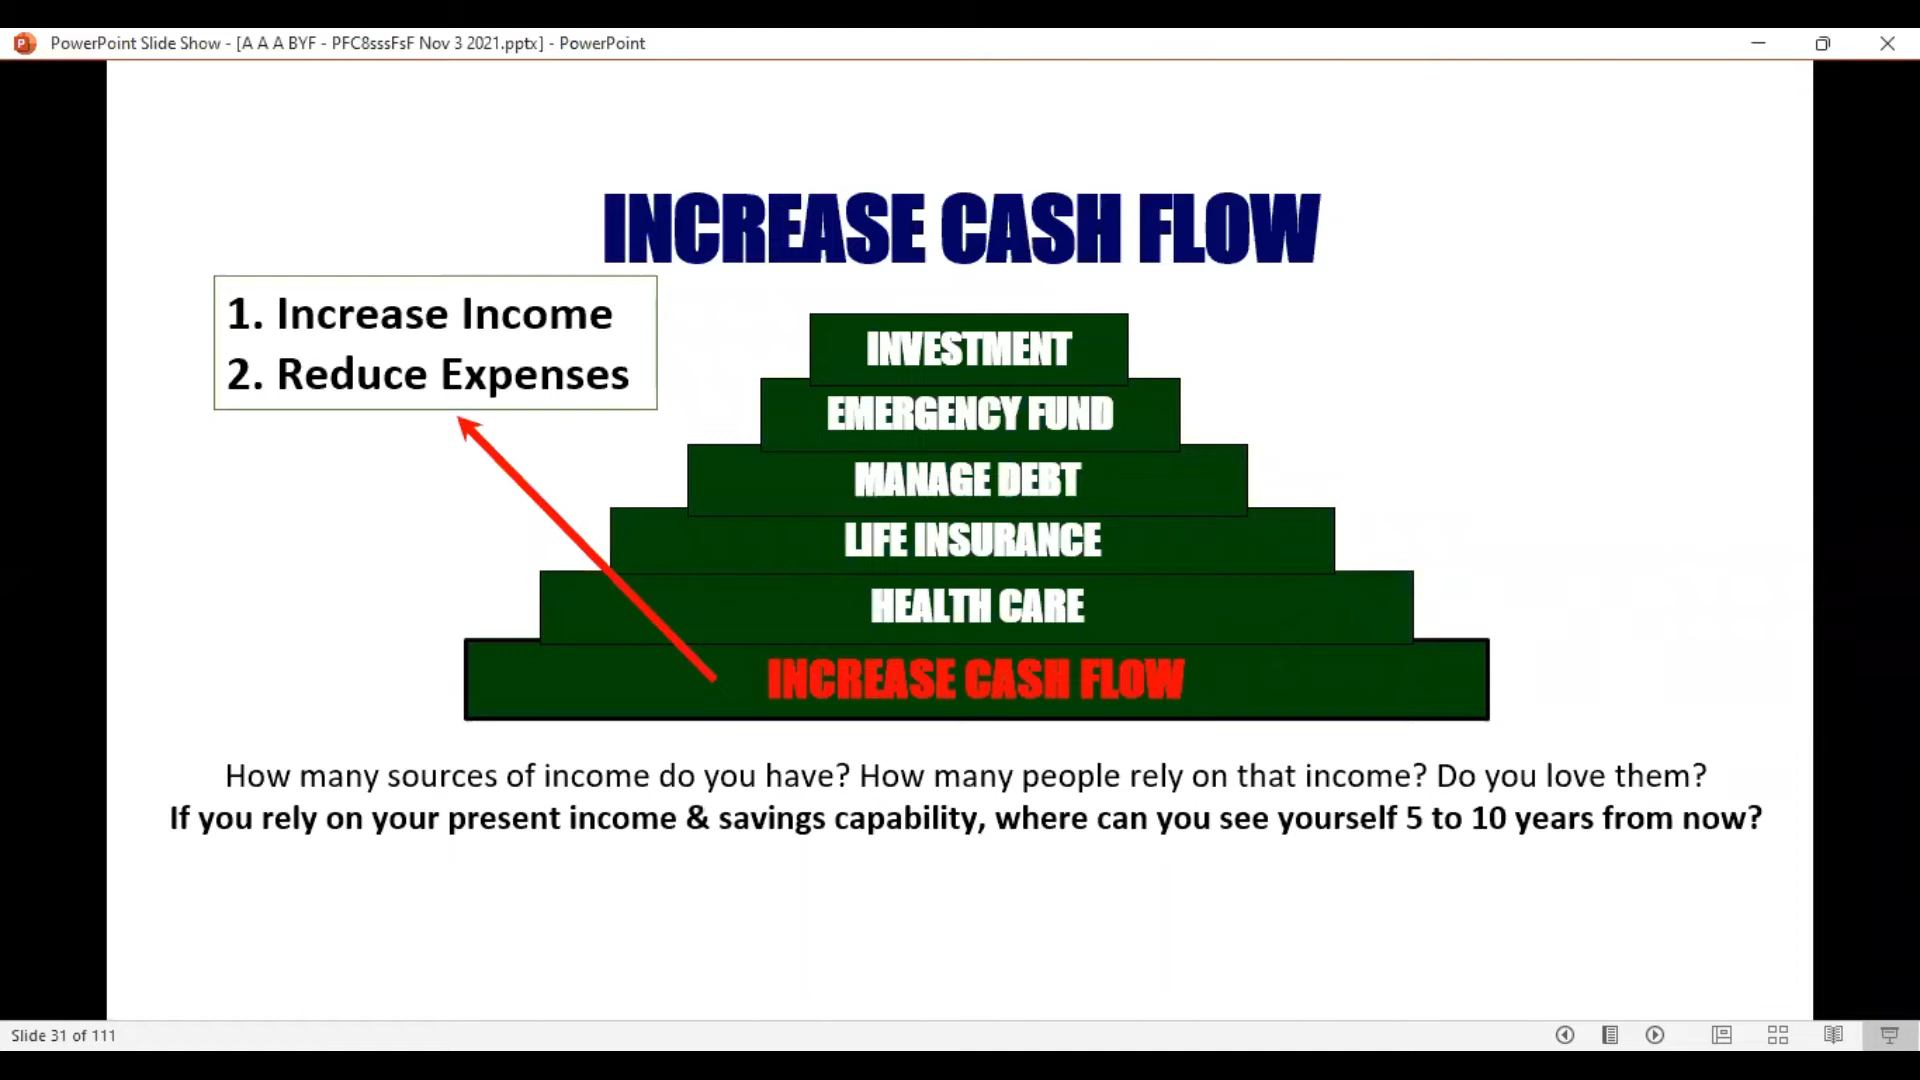 PowerPoint Slide Show - [A A A BYF - PFC8sssFsF Nov 3 2021.pptx] - PowerPoint
INCREASE CASH FLOW
1. Increase Income
2. Reduce Expenses
INVESTMENT
EMERGENCY FUND
MANAGE DEBT
LIFE INSURANCE
HEALTH CARE
INCREASE CASH FLOW
How many sources of income do you have? How many people rely on that income? Do you love them?
If you rely on your present income & savings capability, where can you see yourself 5 to 10 years from now?
Slide 31 of 111